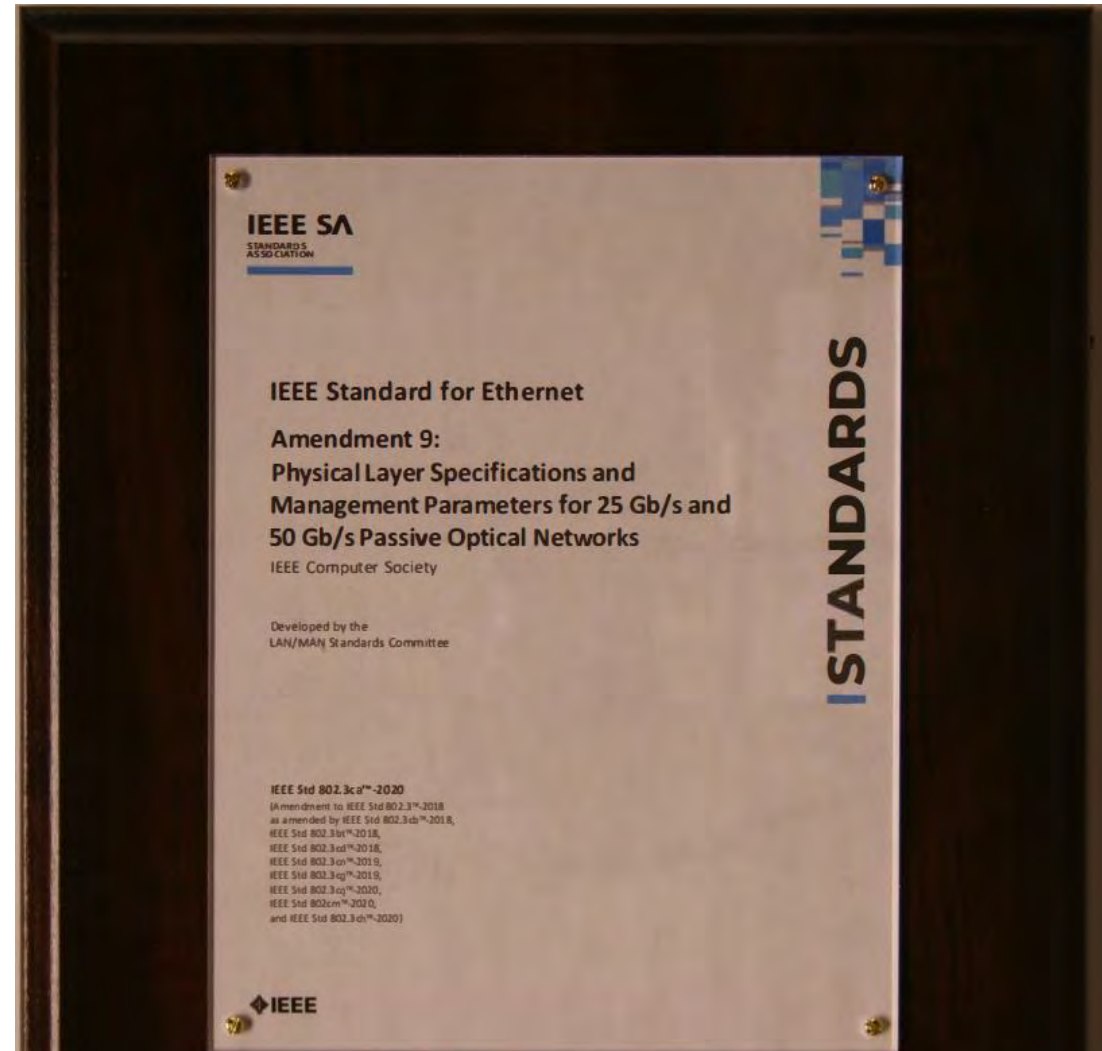 IEEE SA
STANDARDS
ASSOCIATION
STANDARDS
IEEE Standard for Ethernet
Amendment 9:
Physical Layer Specifications and
Management Parameters for 25 Gb/s and
50 Gb/s Passive Optical Networks
IEEE Computer Society
Developed by the
LAN/MAN Standards Committee
IEEE Std 802.3ca™-2020
(Amendment to IEEE Std 802.3™-2018
as amended by IEEE Std 802.3cb™-2018,
IEEE Std 802.3bt™-2018,
IEEE Std 802.3cd™-2018,
IEEE Std 802.3cn™-2019,
IEEE Std 802.3cg™-2019,
IEEE Std 802.3cq™-2020,
IEEE Std 802cm™-2020,
and IEEE Std 802.3ch™-2020)
IEEE